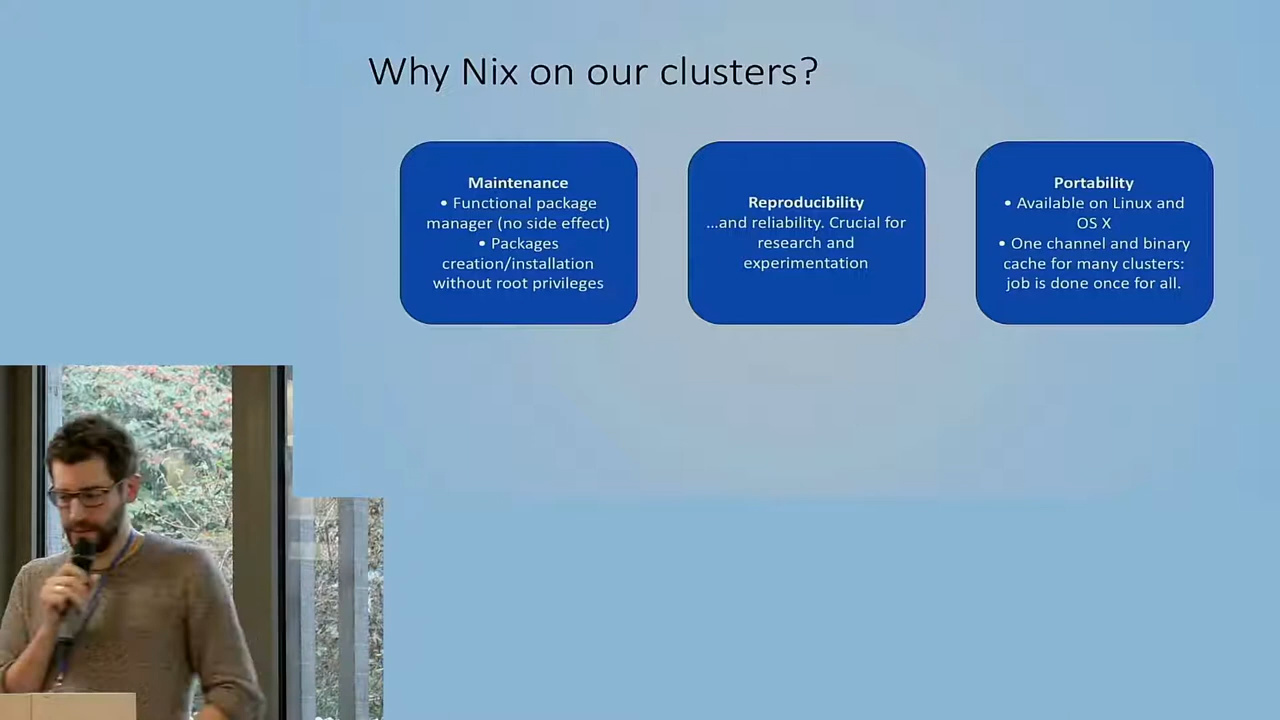 Why Nix on our clusters?
Maintenance
• Functional package
manager (no side effect)
• Packages
creation/installation
without root privileges
Reproducibility
...and reliability. Crucial for
research and
experimentation
Portability
• Available on Linux and
OS X
• One channel and binary
cache for many clusters:
job is done once for all.